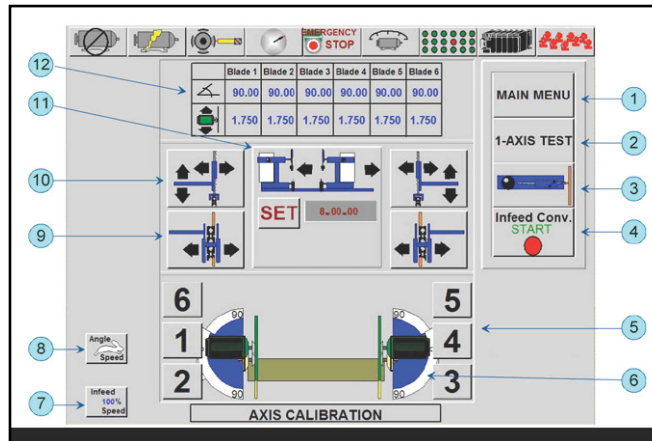 EMERGENCY
STOP
12
11
10
9
8
7
Blade 1 Blade 2 Blade 3 Blade 4 Blade 5 Blade 6
90.00 90.00 90.00 90.00 90.00 90.00
1.750 1.750 1.750 1.750 1.750 1.750
SET 8.00.00
MAIN MENU
1-AXIS TEST
Infeed Conv.
START
1
2
3
4
5
6
6 5
1 4
2 3
90 90
Angle
Speed
Infeed
100%
Speed
AXIS CALIBRATION